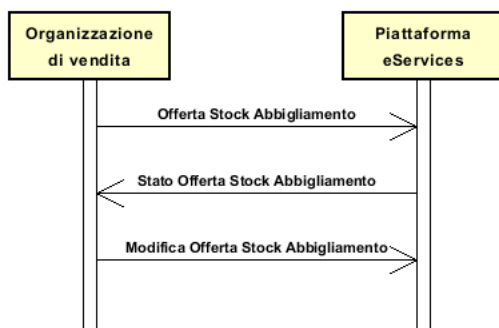 Organizzazione
di vendita
Piattaforma
eServices
Offerta Stock Abbigliamento
Stato Offerta Stock Abbigliamento
Modifica Offerta Stock Abbigliamento